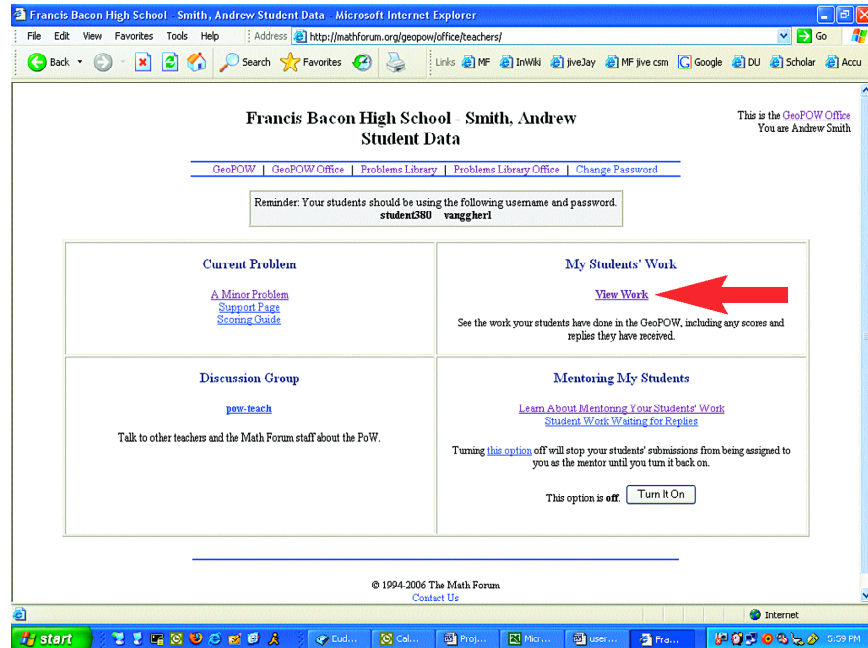 Francis Bacon High School - Smith, Andrew Student Data - Microsoft Internet Explorer
File Edit View Favorites Tools Help Address http://mathforum.org/geopow/office/teachers/ Go
Back Search Favorites Links MF InWiki jiveJay MF jive csm Google DU Scholar Accu
Francis Bacon High School - Smith, Andrew
Student Data
This is the GeoPOW Office
You are Andrew Smith
GeoPOW | GeoPOW Office | Problems Library | Problems Library Office | Change Password
Reminder: Your students should be using the following username and password.
student380 vanggher1
Current Problem
A Minor Problem
Support Page
Scoring Guide
My Students' Work
View Work
See the work your students have done in the GeoPOW, including any scores and
replies they have received.
Discussion Group
pow-teach
Talk to other teachers and the Math Forum staff about the PoW.
Mentoring My Students
Learn About Mentoring Your Students' Work
Student Work Waiting for Replies
Turning this option off will stop your students' submissions from being assigned to
you as the mentor until you turn it back on.
This option is off. Turn It On
© 1994-2006 The Math Forum
Contact Us
Internet
start Eud... Cal... Proj... Micr... user... Fra... 5:59 PM